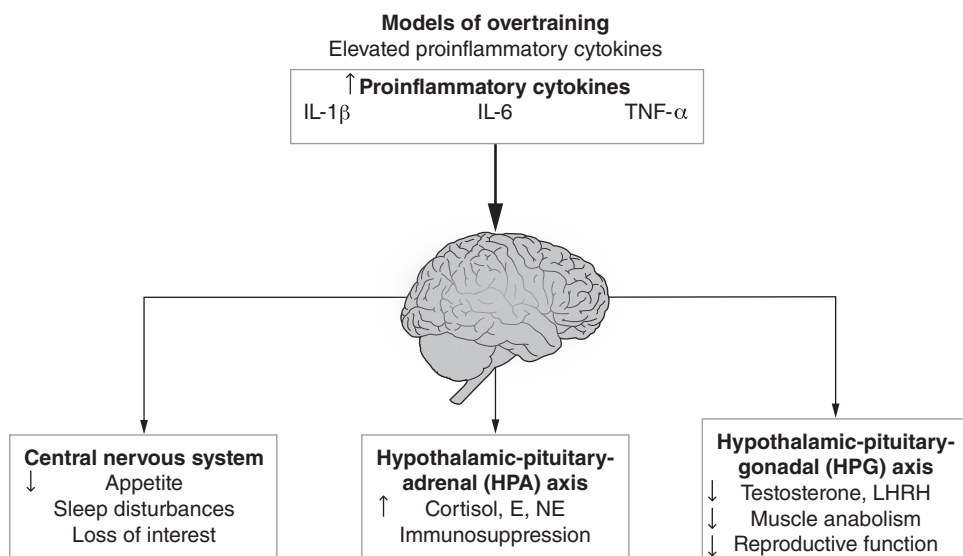 Models of overtraining
Elevated proinflammatory cytokines
↑ Proinflammatory cytokines
IL-1β IL-6 TNF-α
Central nervous system
↓ Appetite
Sleep disturbances
Loss of interest
Hypothalamic-pituitary-
adrenal (HPA) axis
↑ Cortisol, E, NE
Immunosuppression
Hypothalamic-pituitary-
gonadal (HPG) axis
↓ Testosterone, LHRH
↓ Muscle anabolism
↓ Reproductive function